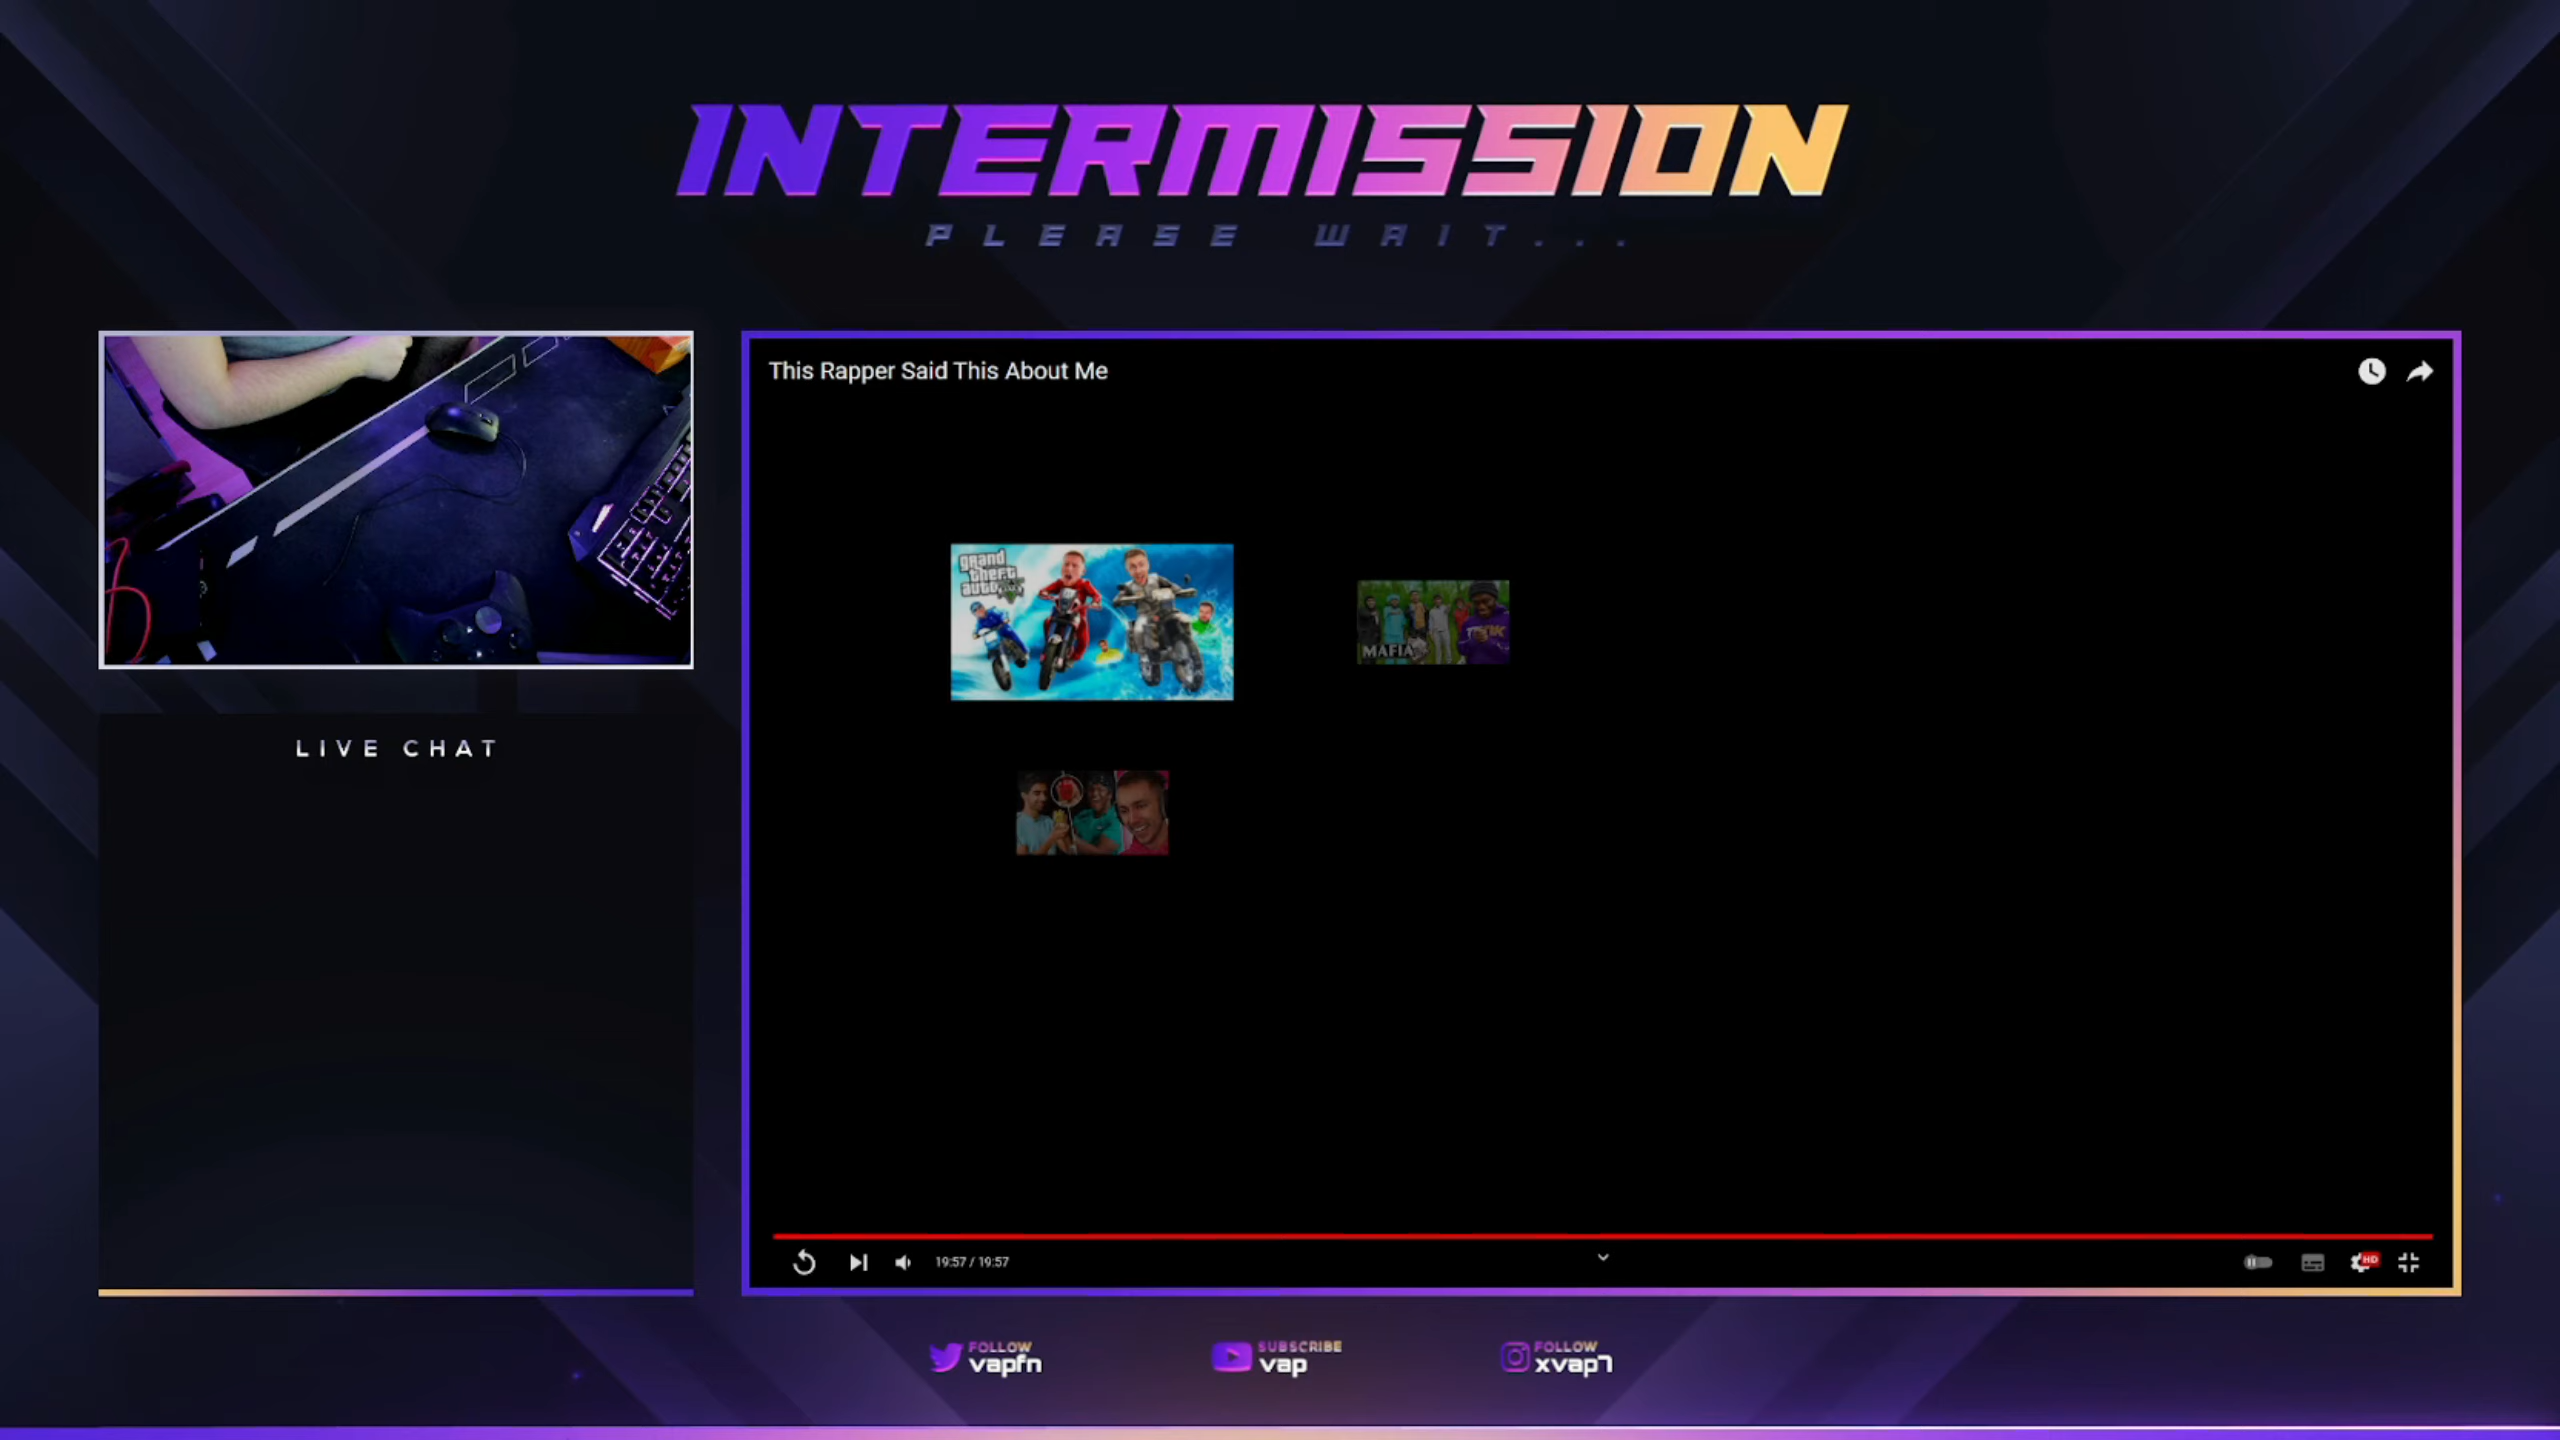 INTERMISSION
PLEASE WAIT...
This Rapper Said This About Me
grand
theft
auto
MAFIA
LIVE CHAT
19:57 / 19:57
HD
FOLLOW
vapfn
SUBSCRIBE
vap
FOLLOW
xvap7